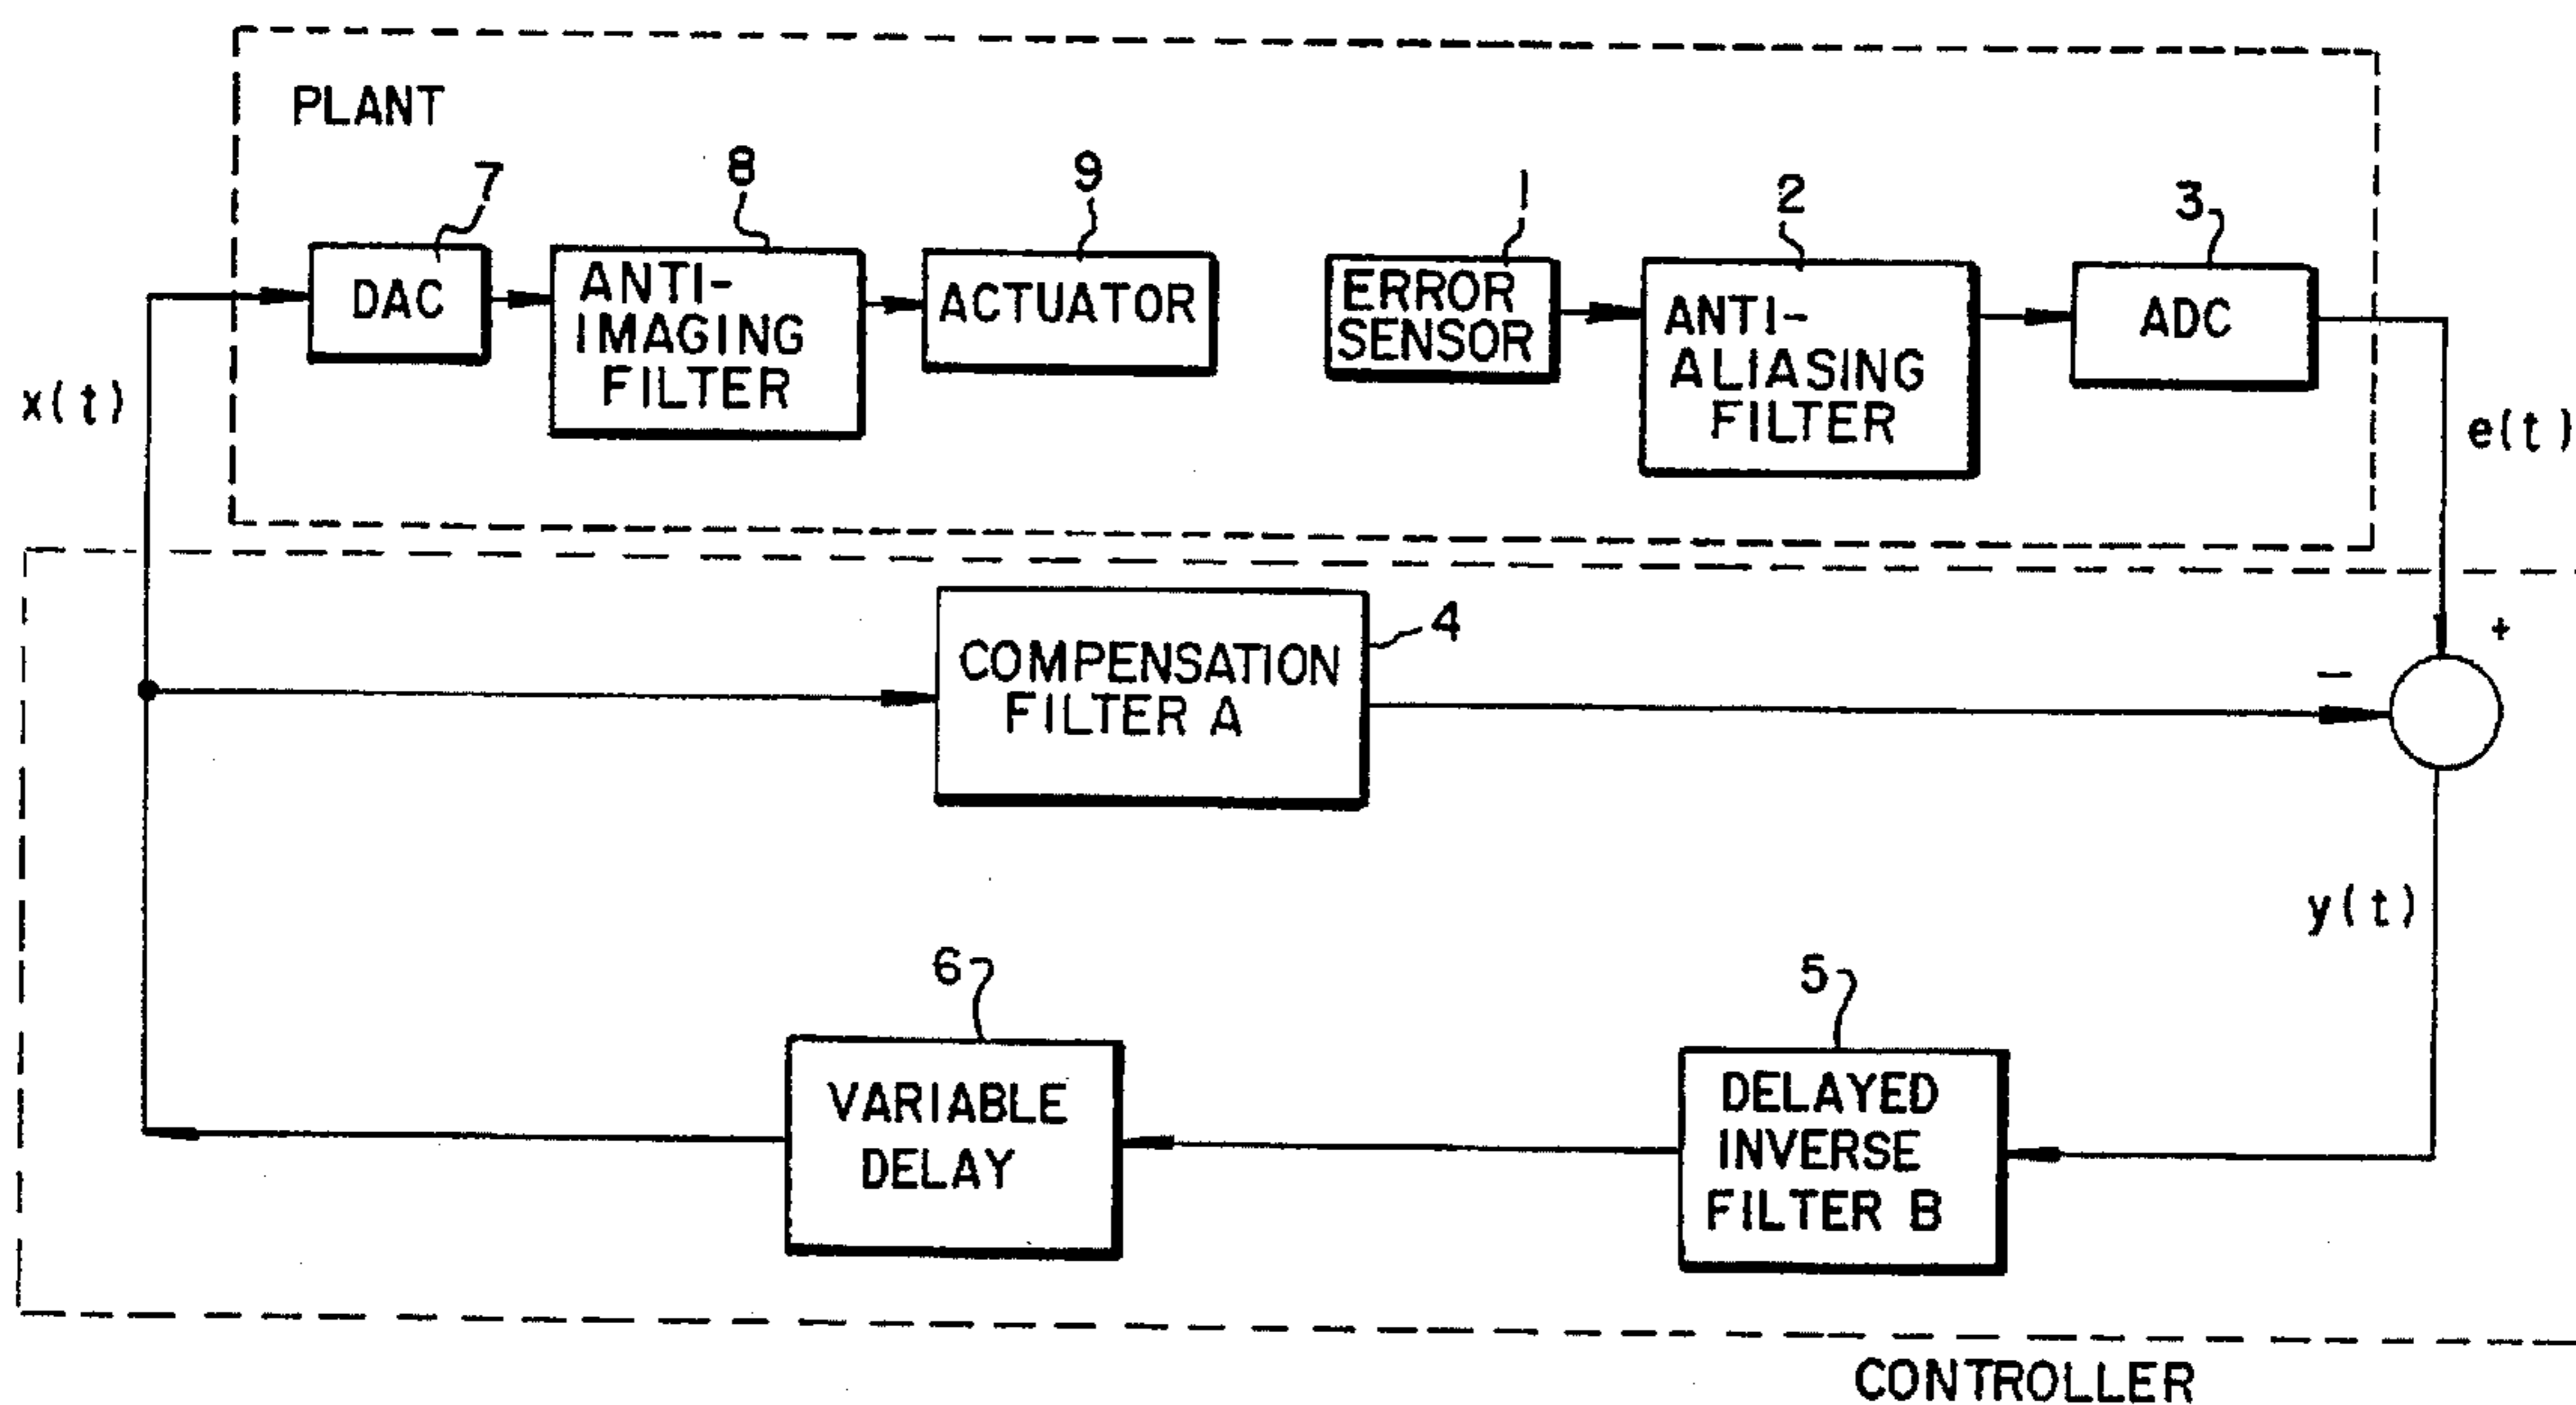 PLANT
7
8
9
1
2
3
DAC
ANTI-
IMAGING
FILTER
ACTUATOR
ERROR
SENSOR
ANTI-
ALIASING
FILTER
ADC
x(t)
e(t)
4
COMPENSATION
FILTER A
+
−
y(t)
6
5
VARIABLE
DELAY
DELAYED
INVERSE
FILTER B
CONTROLLER